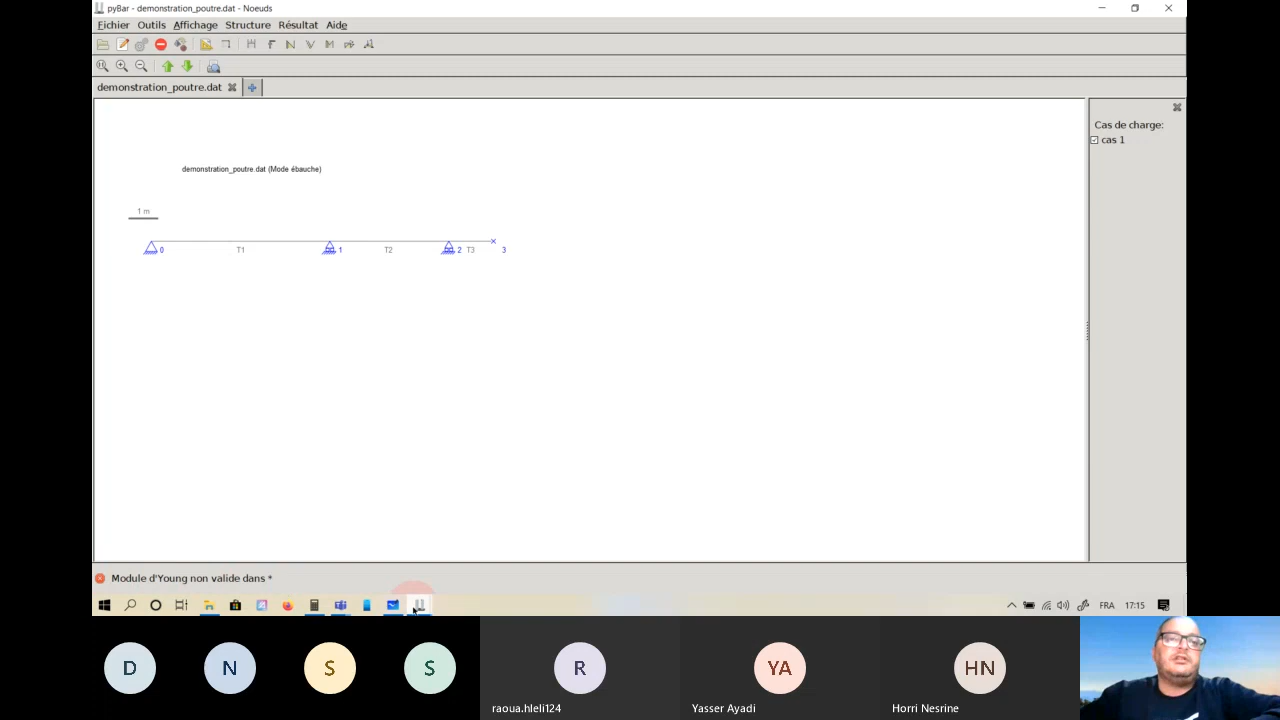 pyBar - demonstration_poutre.dat - Noeuds
Fichier Outils Affichage Structure Résultat Aide
demonstration_poutre.dat
Cas de charge:
cas 1
demonstration_poutre.dat (Mode ébauche)
1 m
0 T1 1 T2 2 T3 3
Module d'Young non valide dans *
FRA 17:15
D N S S R YA HN
raoua.hleli124 Yasser Ayadi Horri Nesrine